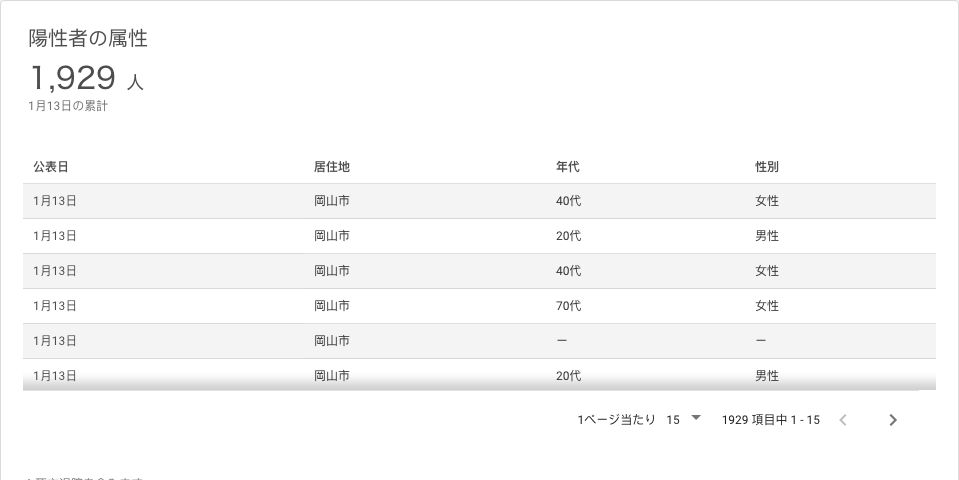 陽性者の属性
1,929 人
1月13日の累計
公表日 居住地 年代 性別
1月13日 岡山市 40代 女性
1月13日 岡山市 20代 男性
1月13日 岡山市 40代 女性
1月13日 岡山市 70代 女性
1月13日 岡山市 － －
1月13日 岡山市 20代 男性
1ページ当たり 15 1929 項目中 1 - 15